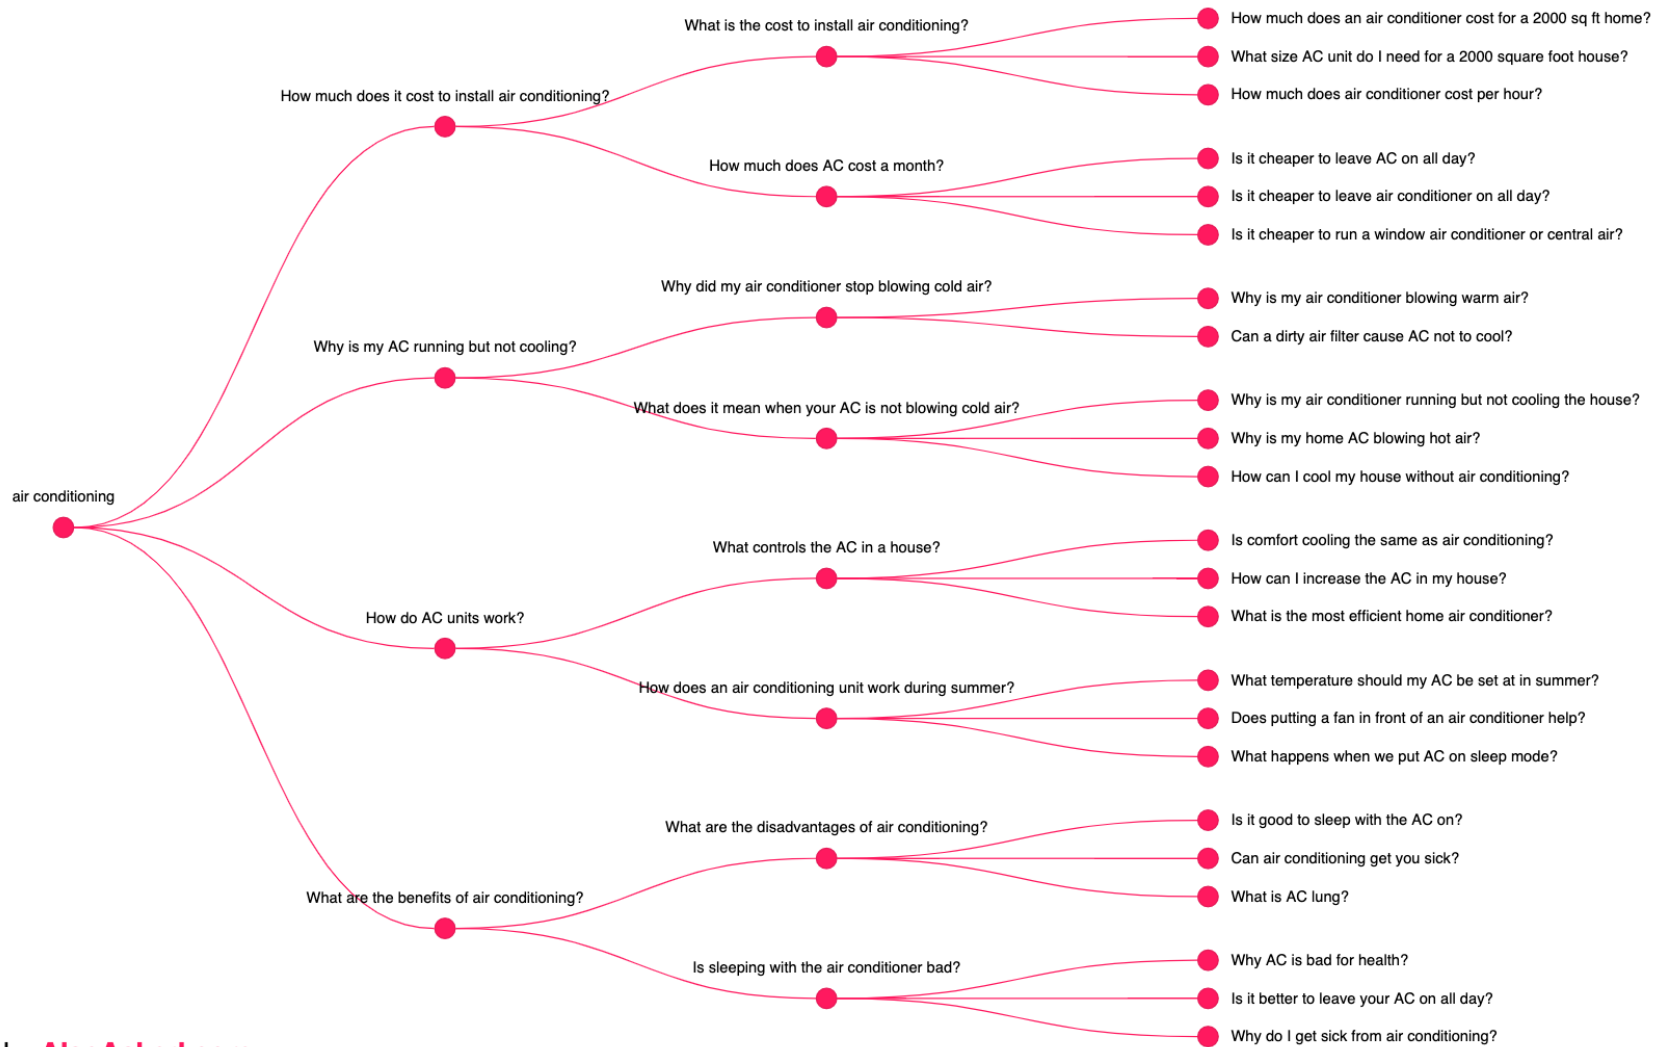 What is the cost to install air conditioning?
How much does an air conditioner cost for a 2000 sq ft home?
What size AC unit do I need for a 2000 square foot house?
How much does air conditioner cost per hour?
How much does it cost to install air conditioning?
How much does AC cost a month?
Is it cheaper to leave AC on all day?
Is it cheaper to leave air conditioner on all day?
Is it cheaper to run a window air conditioner or central air?
Why did my air conditioner stop blowing cold air?
Why is my air conditioner blowing warm air?
Can a dirty air filter cause AC not to cool?
Why is my AC running but not cooling?
What does it mean when your AC is not blowing cold air?
Why is my air conditioner running but not cooling the house?
Why is my home AC blowing hot air?
How can I cool my house without air conditioning?
air conditioning
What controls the AC in a house?
Is comfort cooling the same as air conditioning?
How can I increase the AC in my house?
What is the most efficient home air conditioner?
How do AC units work?
How does an air conditioning unit work during summer?
What temperature should my AC be set at in summer?
Does putting a fan in front of an air conditioner help?
What happens when we put AC on sleep mode?
What are the disadvantages of air conditioning?
Is it good to sleep with the AC on?
Can air conditioning get you sick?
What is AC lung?
What are the benefits of air conditioning?
Is sleeping with the air conditioner bad?
Why AC is bad for health?
Is it better to leave your AC on all day?
Why do I get sick from air conditioning?